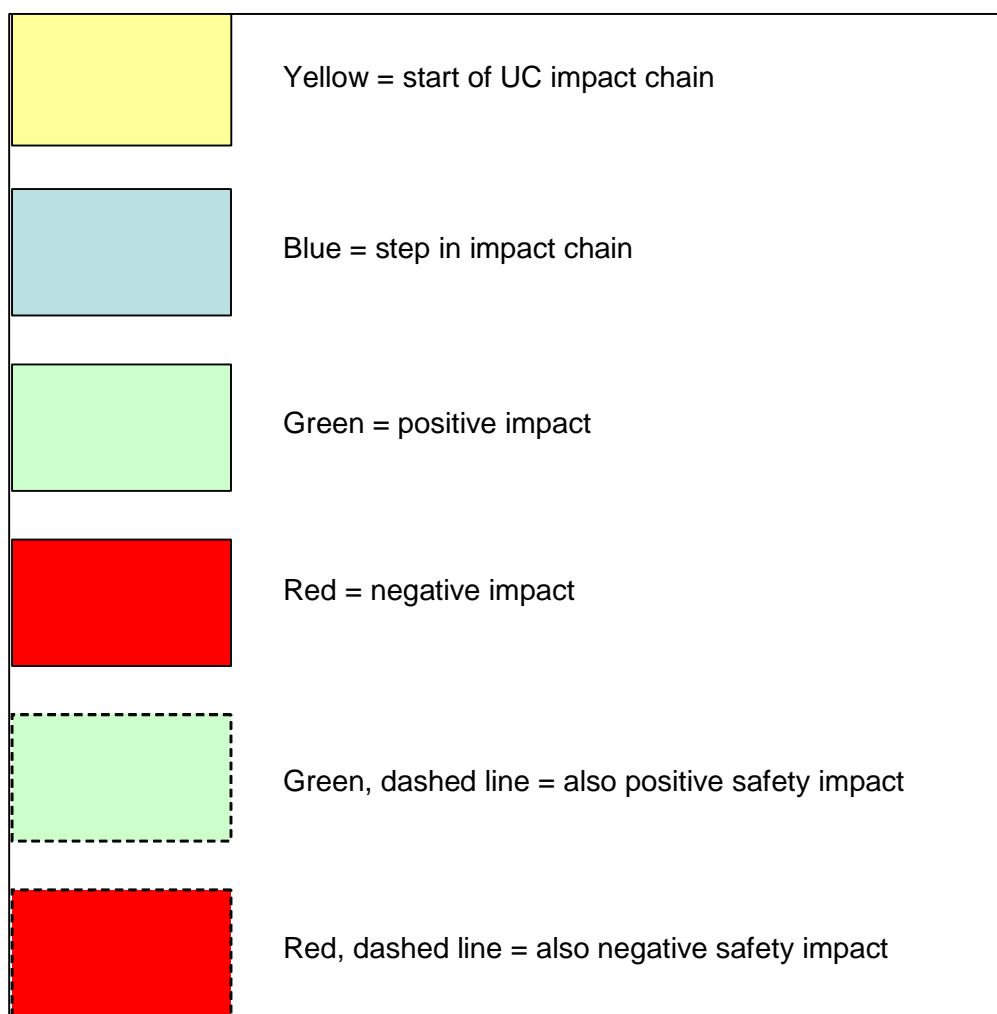 Yellow = start of UC impact chain
Blue = step in impact chain
Green = positive impact
Red = negative impact
Green, dashed line = also positive safety impact
Red, dashed line = also negative safety impact